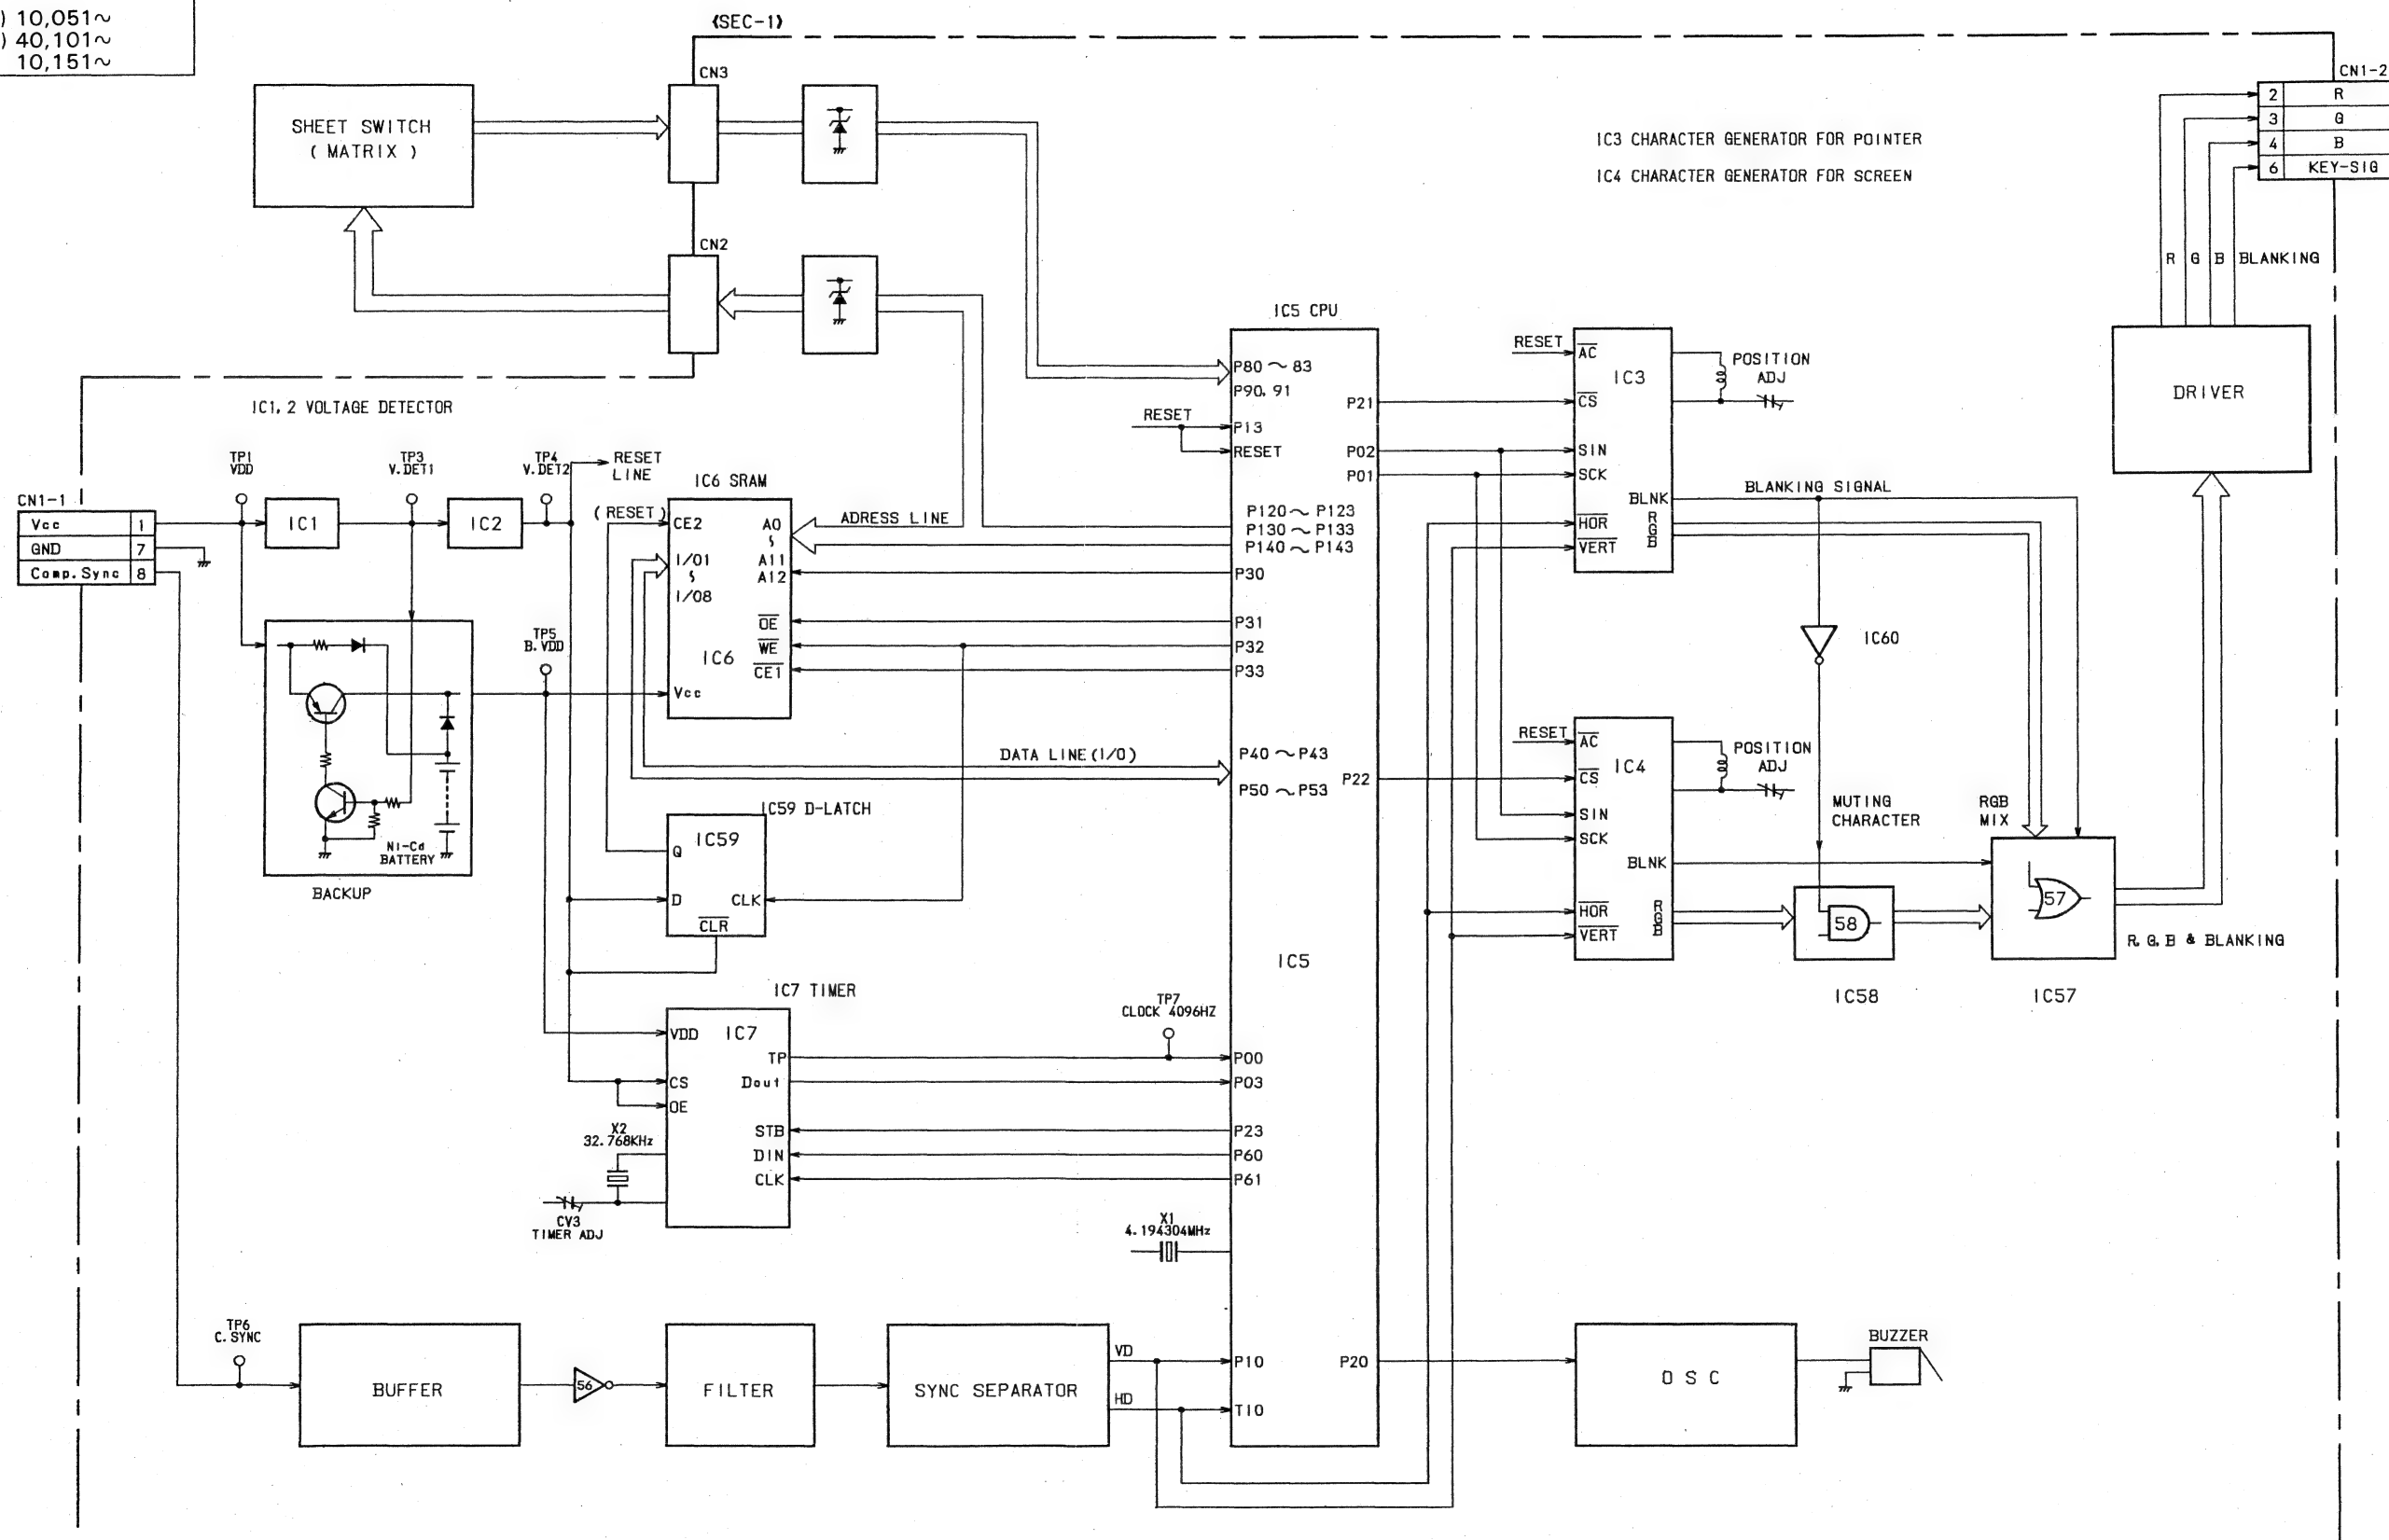 ) 10,051~
) 40,101~
10,151~
《SEC-1》
CN3
CN1-2
2 R
3 G
4 B
6 KEY-SIG
SHEET SWITCH
( MATRIX )
IC3 CHARACTER GENERATOR FOR POINTER
IC4 CHARACTER GENERATOR FOR SCREEN
CN2
R G B BLANKING
IC5 CPU
DRIVER
IC1, 2 VOLTAGE DETECTOR
P80 ~ 83
P90, 91
RESET
P13
RESET
P21
P02
P01
RESET
AC
IC3
CS
SIN
SCK
BLNK
HOR
VERT
R
G
B
POSITION
ADJ
BLANKING SIGNAL
TP1
VDD
TP3
V.DET1
TP4
V.DET2
RESET
LINE
CN1-1
Vcc 1
GND 7
Comp.Sync 8
IC1
IC2
IC6 SRAM
(RESET)
CE2
A0
I/O1
I/O8
A11
A12
OE
WE
CE1
IC6
Vcc
ADRESS LINE
P120 ~ P123
P130 ~ P133
P140 ~ P143
P30
P31
P32
P33
TP5
B.VDD
IC60
Ni-Cd
BATTERY
BACKUP
DATA LINE (I/O)
P40 ~ P43
P50 ~ P53
P22
RESET
AC
IC4
CS
SIN
SCK
BLNK
HOR
VERT
R
G
B
POSITION
ADJ
MUTING
CHARACTER
RGB
MIX
58
57
IC58
IC57
R, G, B & BLANKING
IC59 D-LATCH
IC59
Q
D
CLK
CLR
IC5
IC7 TIMER
TP7
CLOCK 4096HZ
VDD
IC7
TP
CS
Dout
OE
STB
DIN
CLK
P00
P03
P23
P60
P61
X2
32.768KHz
CV3
TIMER ADJ
X1
4.194304MHz
TP6
C.SYNC
BUFFER
56
FILTER
SYNC SEPARATOR
VD
HD
P10
TI0
P20
OSC
BUZZER